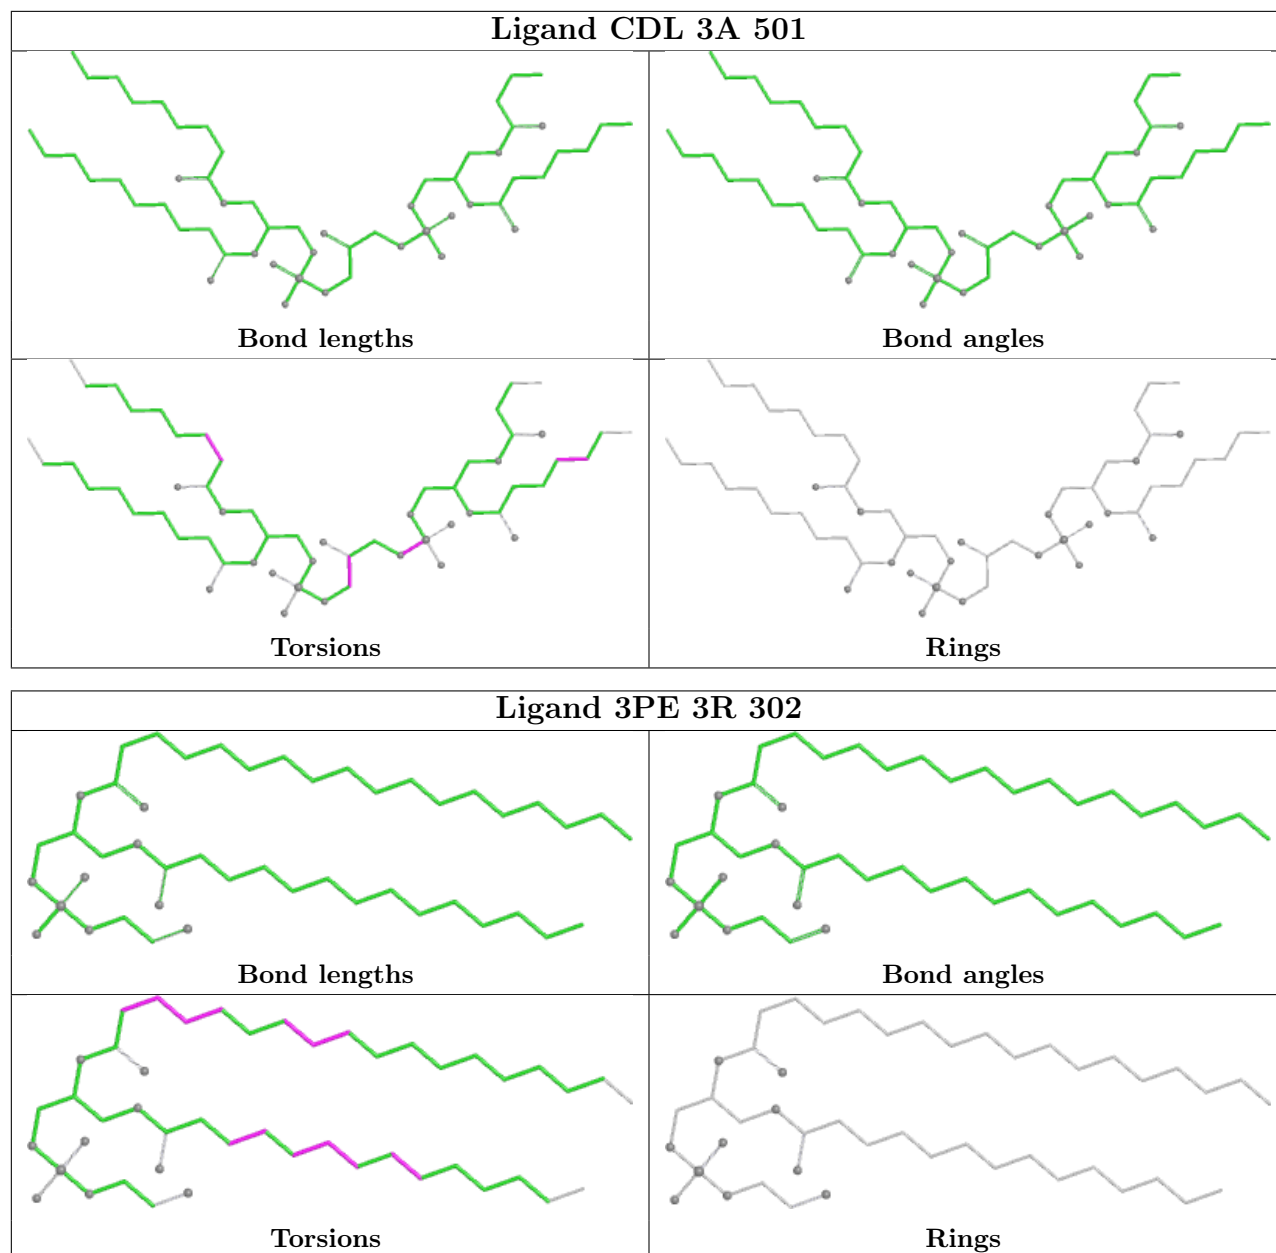 Ligand CDL 3A 501
Bond lengths
Bond angles
Torsions
Rings
Ligand 3PE 3R 302
Bond lengths
Bond angles
Torsions
Rings